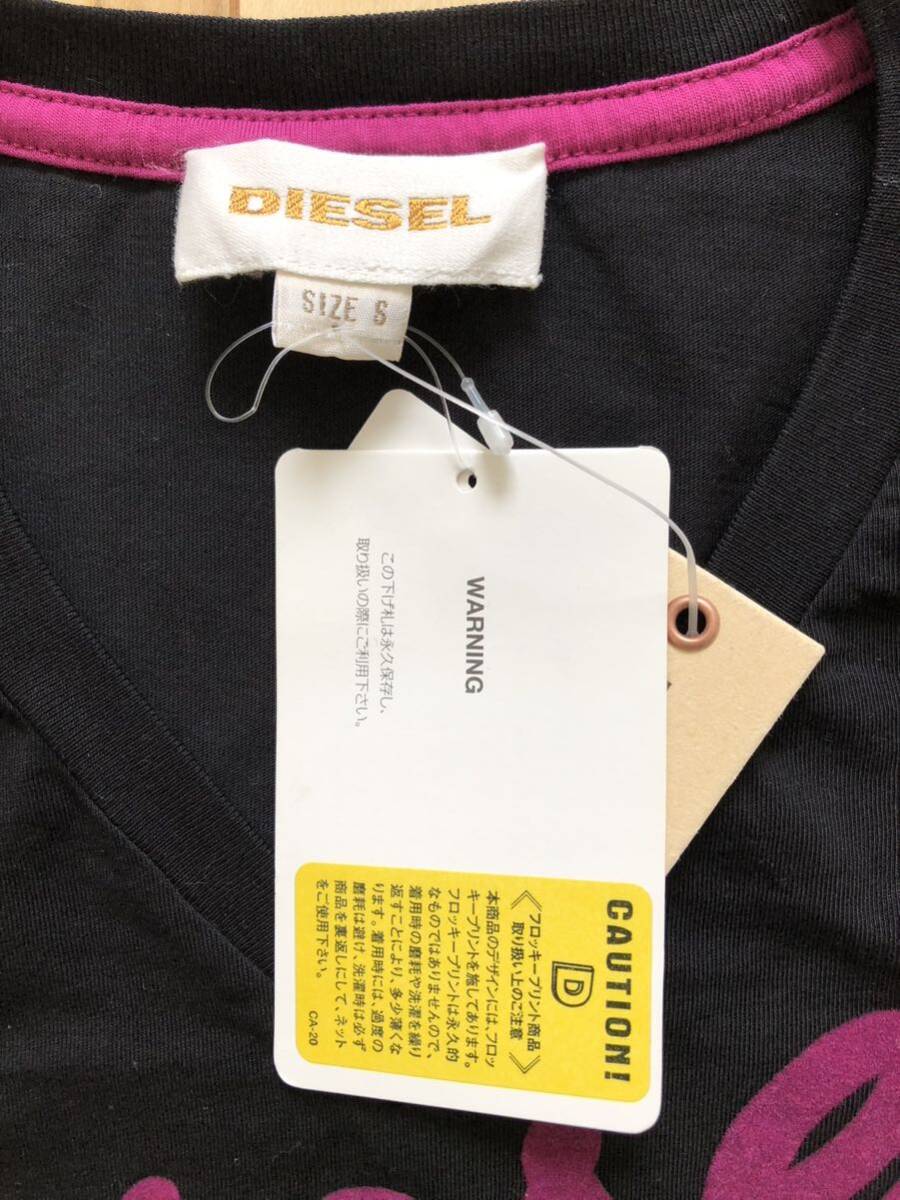 DIESEL
SIZE S
WARNING
この下げ札は永久保存し、
取り扱いの際にご利用下さい。
CAUTION!
D
《フロッキープリント商品
取り扱い上のご注意》
本商品のデザインには、フロッ
キープリントを施してあります。
フロッキープリントは永久的
なものではありませんので、
着用時の磨耗や洗濯を繰り
返すことにより、多少薄くな
ります。着用時には、過度の
磨耗は避け、洗濯時は必ず
商品を裏返しにして、ネット
をご使用下さい。
CA-20